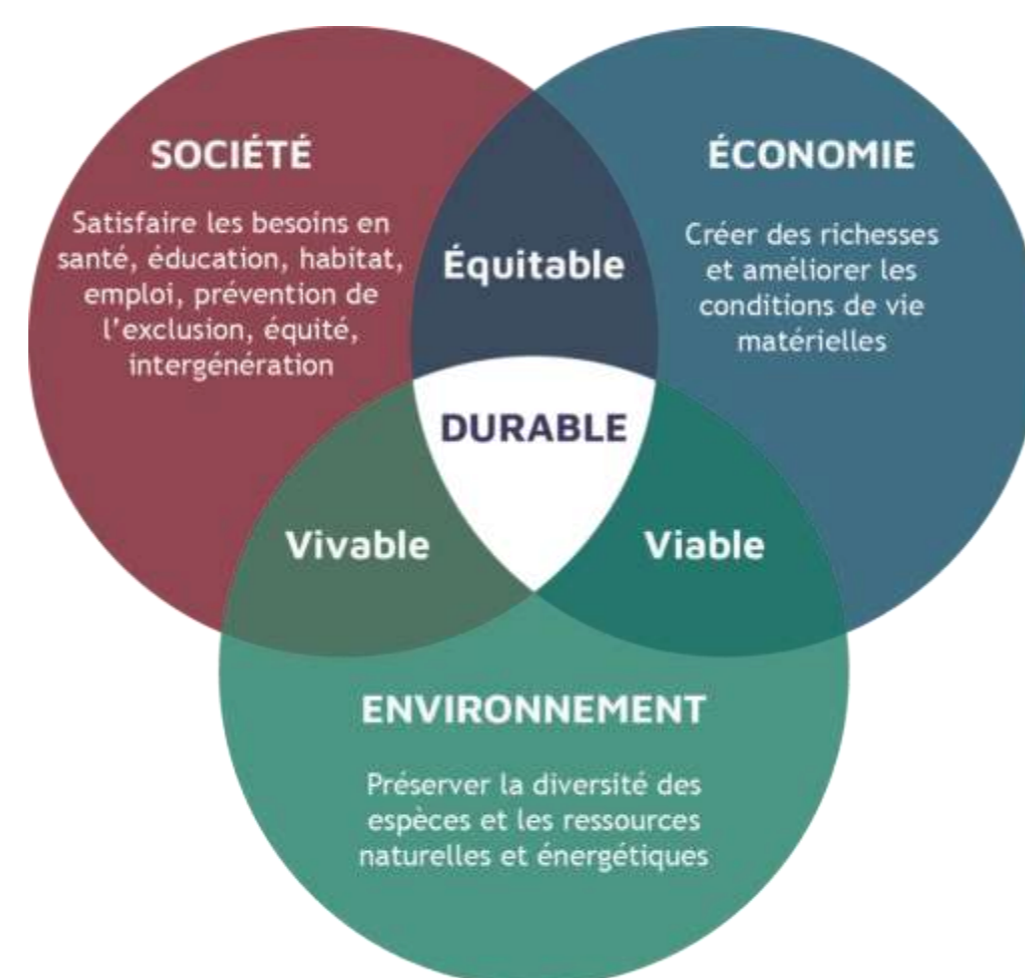 SOCIÉTÉ
Satisfaire les besoins en
santé, éducation, habitat,
emploi, prévention de
l'exclusion, équité,
intergénération
Équitable
ÉCONOMIE
Créer des richesses
et améliorer les
conditions de vie
matérielles
DURABLE
Vivable
Viable
ENVIRONNEMENT
Préserver la diversité des
espèces et les ressources
naturelles et énergétiques